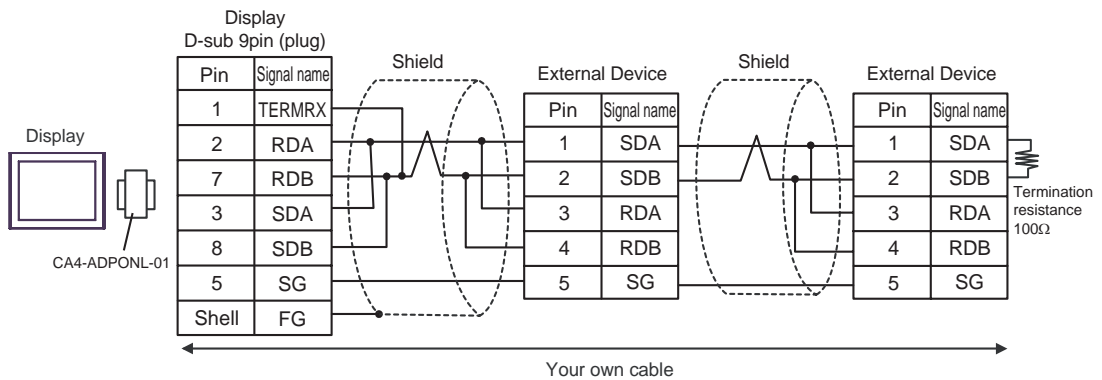 Display
D-sub 9pin (plug)
Shield
External Device
Shield
External Device
Pin Signal name
1 TERMRX
2 RDA
7 RDB
3 SDA
8 SDB
5 SG
Shell FG
Pin Signal name
1 SDA
2 SDB
3 RDA
4 RDB
5 SG
Pin Signal name
1 SDA
2 SDB
3 RDA
4 RDB
5 SG
Display
CA4-ADPONL-01
Termination
resistance
100Ω
Your own cable